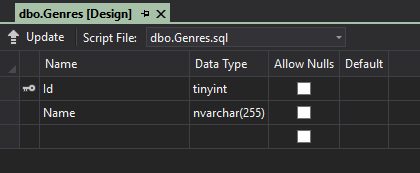 dbo.Genres [Design]
Update Script File: dbo.Genres.sql
Name Data Type Allow Nulls Default
Id tinyint
Name nvarchar(255)